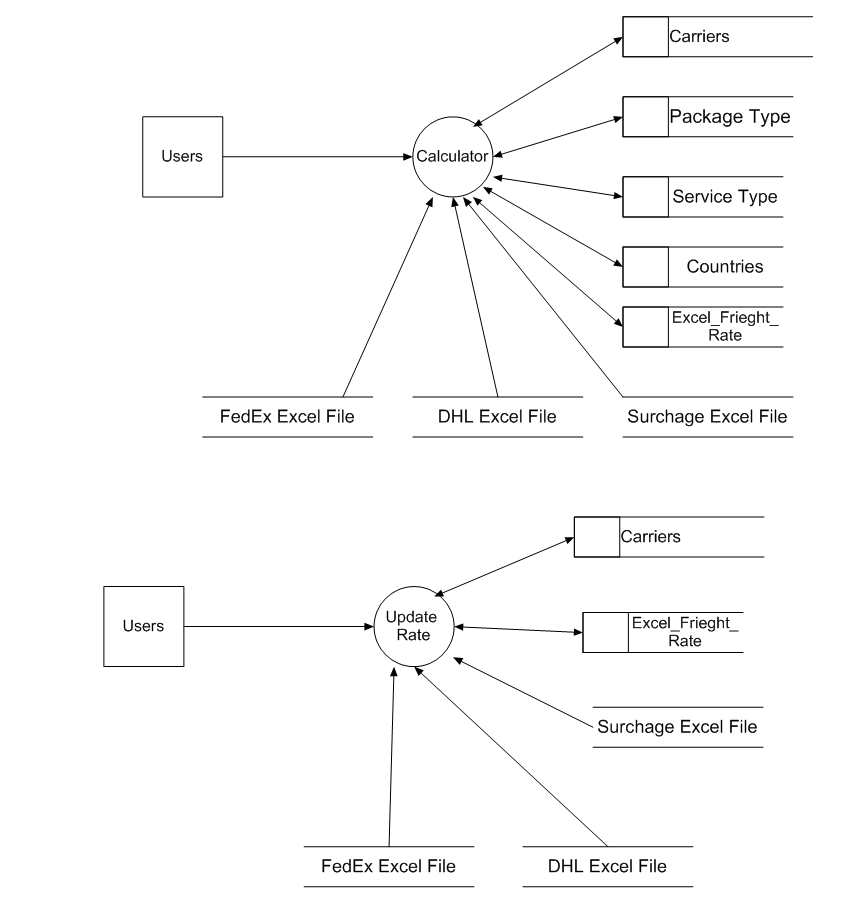 Carriers
Package Type
Users
Calculator
Service Type
Countries
Excel_Frieght_
Rate
FedEx Excel File
DHL Excel File
Surchage Excel File
Carriers
Users
Update
Rate
Excel_Frieght_
Rate
Surchage Excel File
FedEx Excel File
DHL Excel File